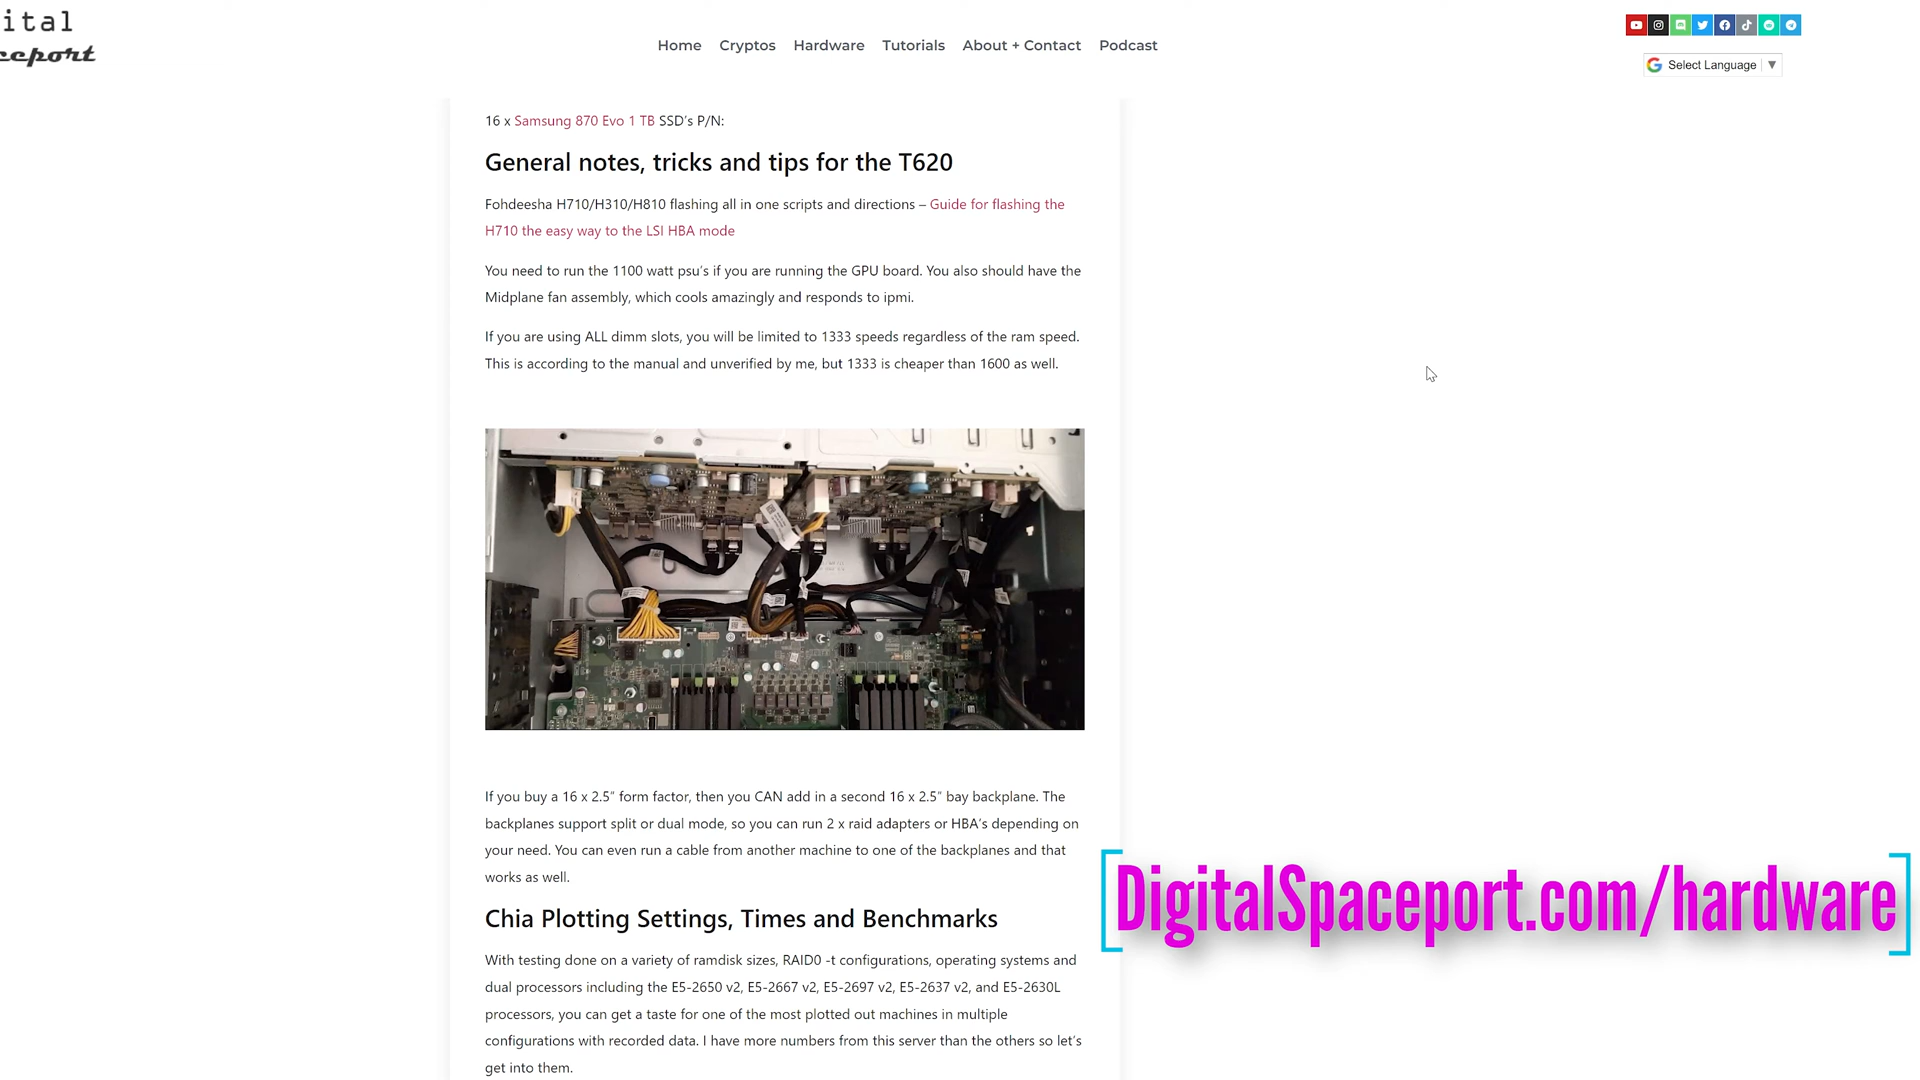 ital
eeport
Home Cryptos Hardware Tutorials About + Contact Podcast
Select Language ▼
16 x Samsung 870 Evo 1 TB SSD's P/N:
General notes, tricks and tips for the T620
Fohdeesha H710/H310/H810 flashing all in one scripts and directions – Guide for flashing the
H710 the easy way to the LSI HBA mode
You need to run the 1100 watt psu's if you are running the GPU board. You also should have the
Midplane fan assembly, which cools amazingly and responds to ipmi.
If you are using ALL dimm slots, you will be limited to 1333 speeds regardless of the ram speed.
This is according to the manual and unverified by me, but 1333 is cheaper than 1600 as well.
If you buy a 16 x 2.5" form factor, then you CAN add in a second 16 x 2.5" bay backplane. The
backplanes support split or dual mode, so you can run 2 x raid adapters or HBA's depending on
your need. You can even run a cable from another machine to one of the backplanes and that
works as well.
[DigitalSpaceport.com/hardware]
Chia Plotting Settings, Times and Benchmarks
With testing done on a variety of ramdisk sizes, RAID0 -t configurations, operating systems and
dual processors including the E5-2650 v2, E5-2667 v2, E5-2697 v2, E5-2637 v2, and E5-2630L
processors, you can get a taste for one of the most plotted out machines in multiple
configurations with recorded data. I have more numbers from this server than the others so let's
get into them.